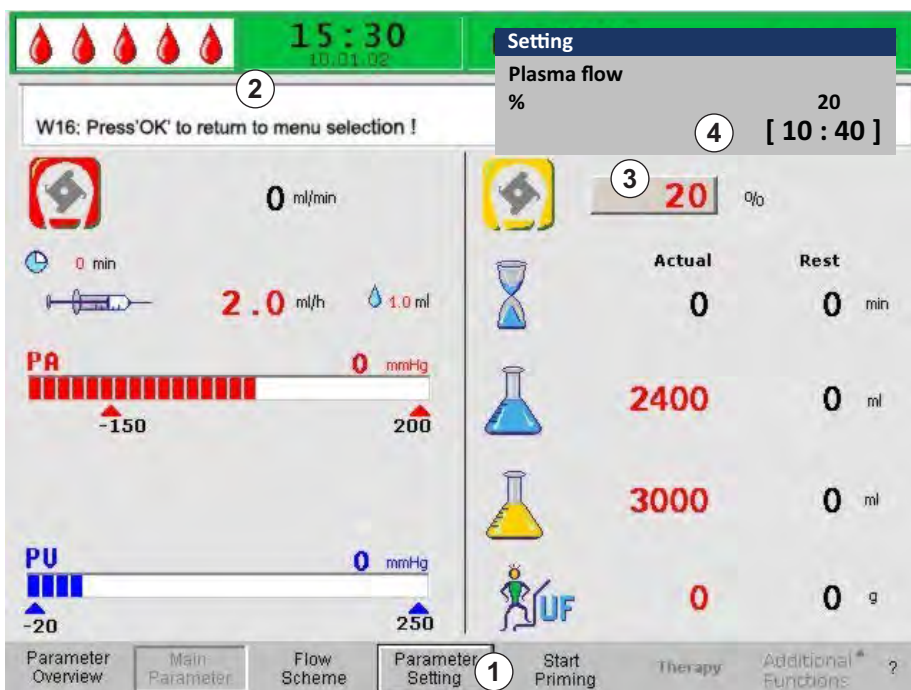 15:30
10.01.02
Setting
Plasma flow
% 20
[ 10 : 40 ]
2
4
W16: Press'OK' to return to menu selection !
0 ml/min
3
20 %
0 min
2.0 ml/h 1.0 ml
Actual Rest
0 0 min
PA 0 mmHg
-150 200
2400 0 ml
3000 0 ml
PV 0 mmHg
-20 250
UF 0 0 g
Parameter Overview
Main Parameter
Flow Scheme
Parameter Setting
1
Start Priming
Therapy
Additional Functions
?